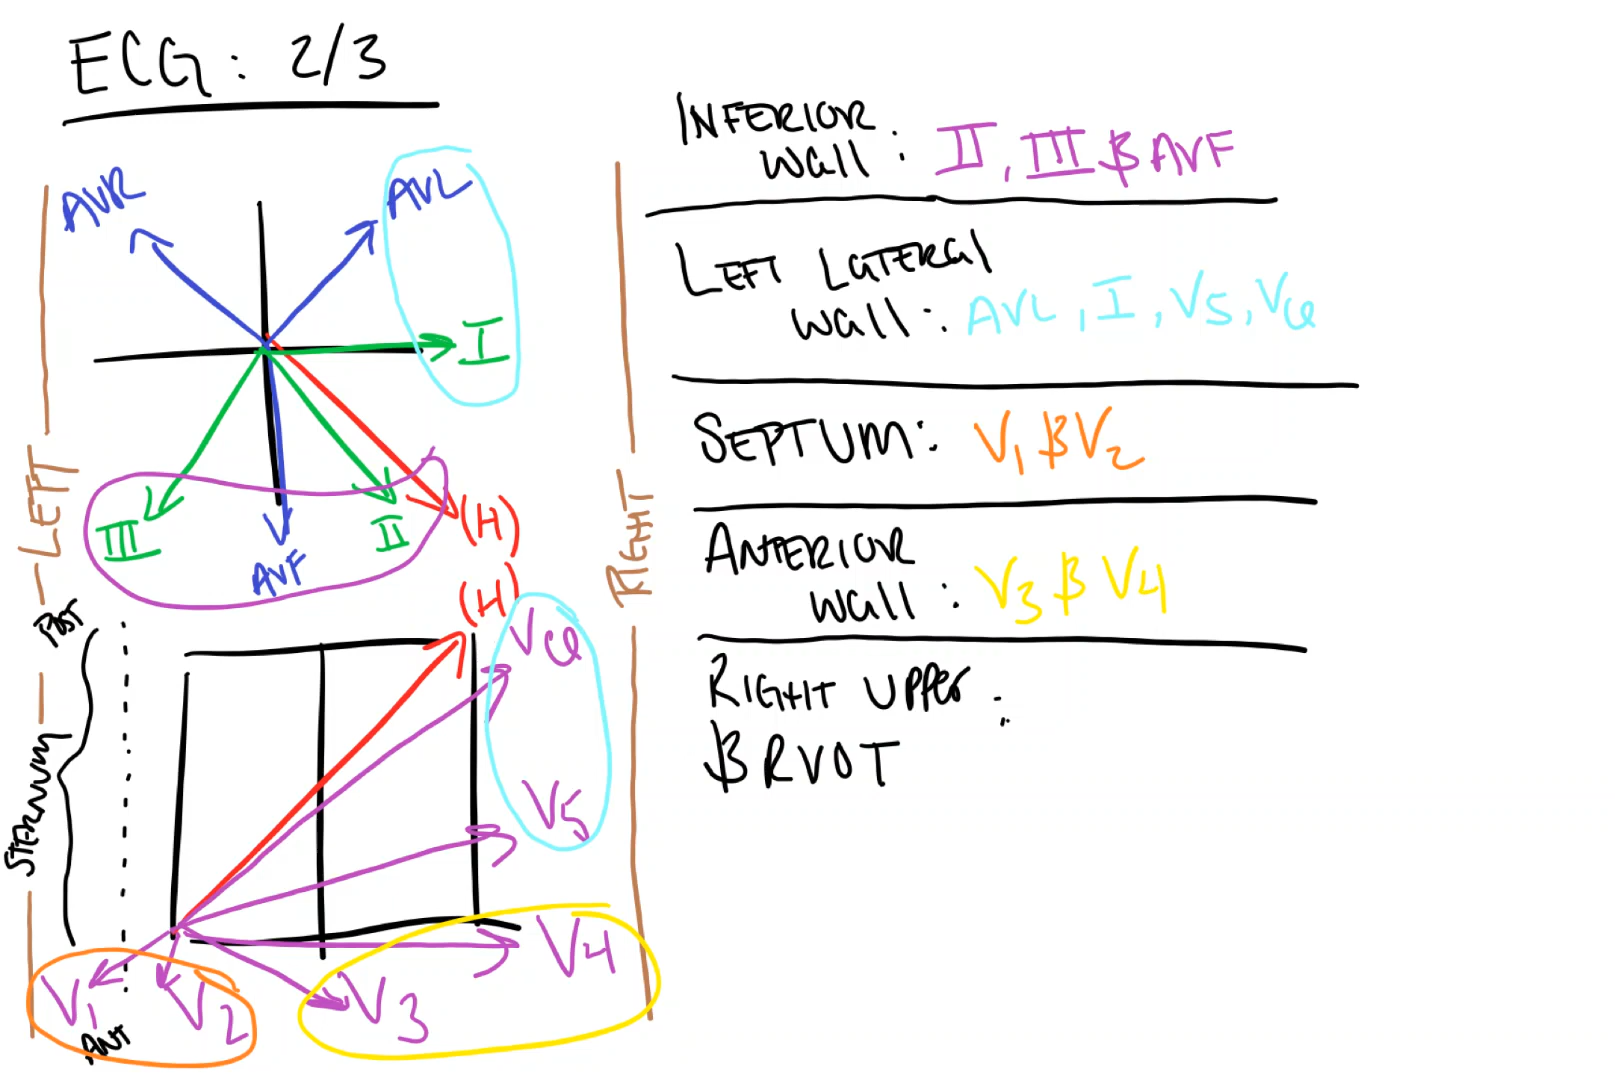 ECG: 2/3
AVR
AVL
I
III
AVF
II
(H)
LEFT
RIGHT
(H)
POST
V6
V5
STERNUM
V4
V1
V2
V3
ANT
INFERIOR
Wall: II, III & AVF
LEFT LATERAL
Wall: AVL, I, V5, V6
SEPTUM: V1 & V2
ANTERIOR
Wall: V3 & V4
RIGHT UPPER:
& RVOT